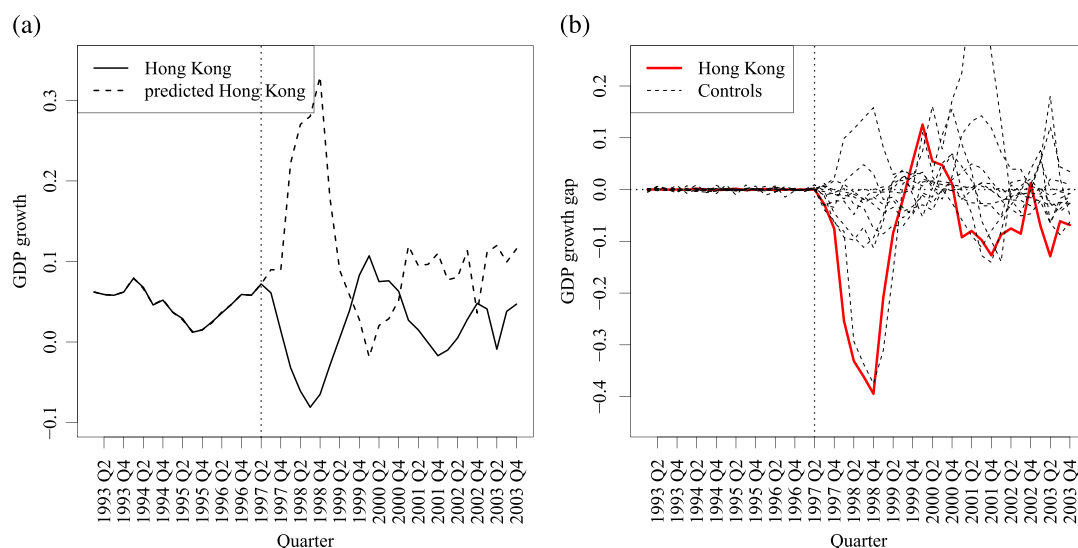 (a)
Hong Kong
predicted Hong Kong
GDP growth
0.3
0.2
0.1
0.0
−0.1
1993 Q2
1993 Q4
1994 Q2
1994 Q4
1995 Q2
1995 Q4
1996 Q2
1996 Q4
1997 Q2
1997 Q4
1998 Q2
1998 Q4
1999 Q2
1999 Q4
2000 Q2
2000 Q4
2001 Q2
2001 Q4
2002 Q2
2002 Q4
2003 Q2
2003 Q4
Quarter
(b)
Hong Kong
Controls
GDP growth gap
0.2
0.1
0.0
−0.1
−0.2
−0.3
−0.4
1993 Q2
1993 Q4
1994 Q2
1994 Q4
1995 Q2
1995 Q4
1996 Q2
1996 Q4
1997 Q2
1997 Q4
1998 Q2
1998 Q4
1999 Q2
1999 Q4
2000 Q2
2000 Q4
2001 Q2
2001 Q4
2002 Q2
2002 Q4
2003 Q2
2003 Q4
Quarter